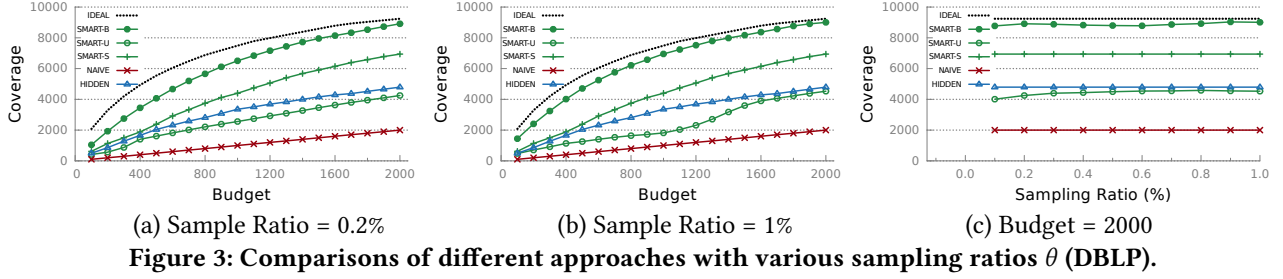 Coverage
10000
8000
6000
4000
2000
0
IDEAL
SMART-B
SMART-U
SMART-S
NAIVE
HIDDEN
0 400 800 1200 1600 2000
Budget
(a) Sample Ratio = 0.2%
Coverage
10000
8000
6000
4000
2000
0
IDEAL
SMART-B
SMART-U
SMART-S
NAIVE
HIDDEN
0 400 800 1200 1600 2000
Budget
(b) Sample Ratio = 1%
Coverage
10000
8000
6000
4000
2000
0
IDEAL
SMART-B
SMART-U
SMART-S
NAIVE
HIDDEN
0.0 0.2 0.4 0.6 0.8 1.0
Sampling Ratio (%)
(c) Budget = 2000
Figure 3: Comparisons of different approaches with various sampling ratios θ (DBLP).